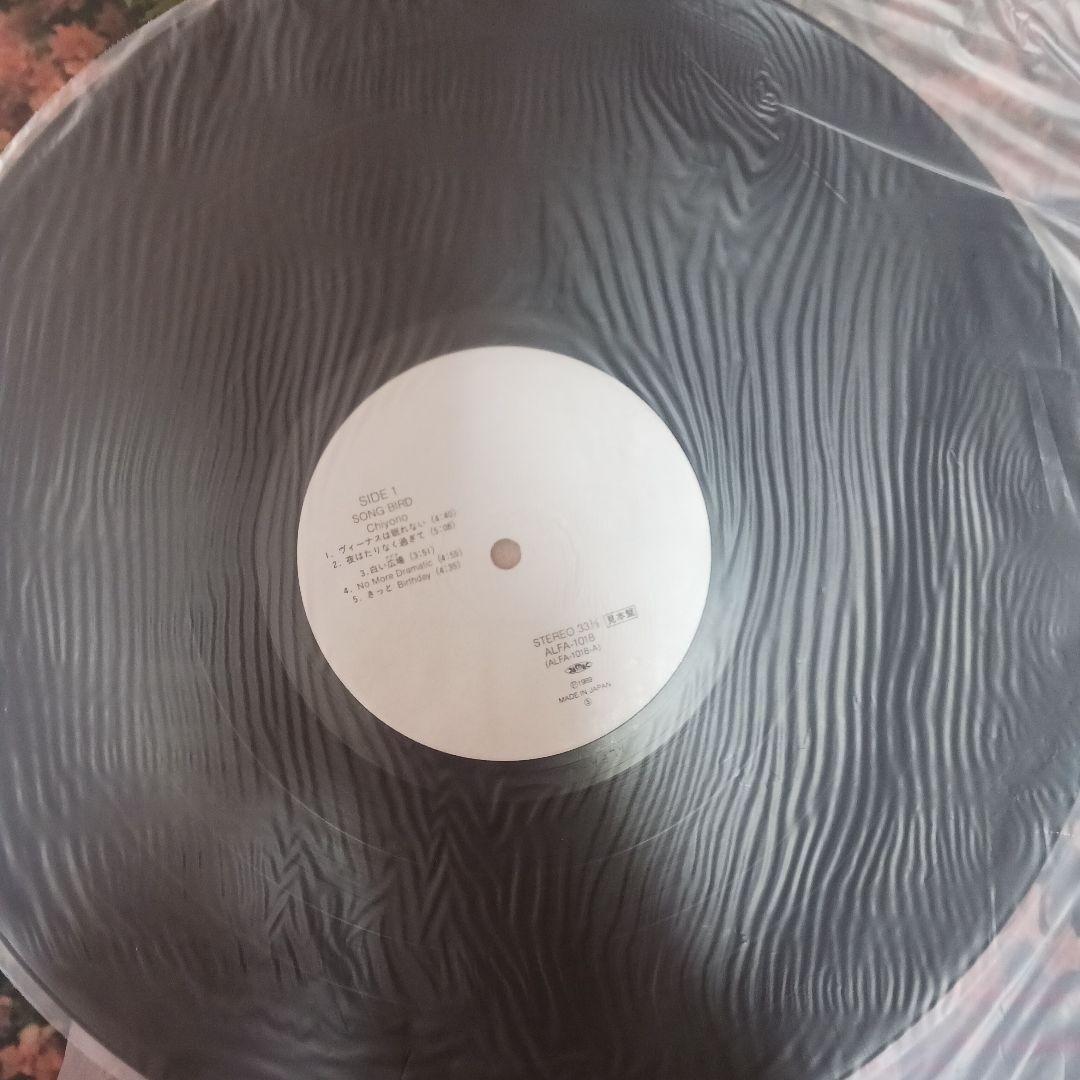 SIDE 1
SONG BIRD
Chiyono
1. ヴィーナスは眠れない (4:40)
2. 夜はたりなく過ぎて (5:06)
3. 白い広場 (3:51)
4. No More Dramatic (4:59)
5. きっと Birthday (4:35)
STEREO 33⅓ 見本盤
ALFA-1018
(ALFA-1018-A)
Ⓟ1989
MADE IN JAPAN